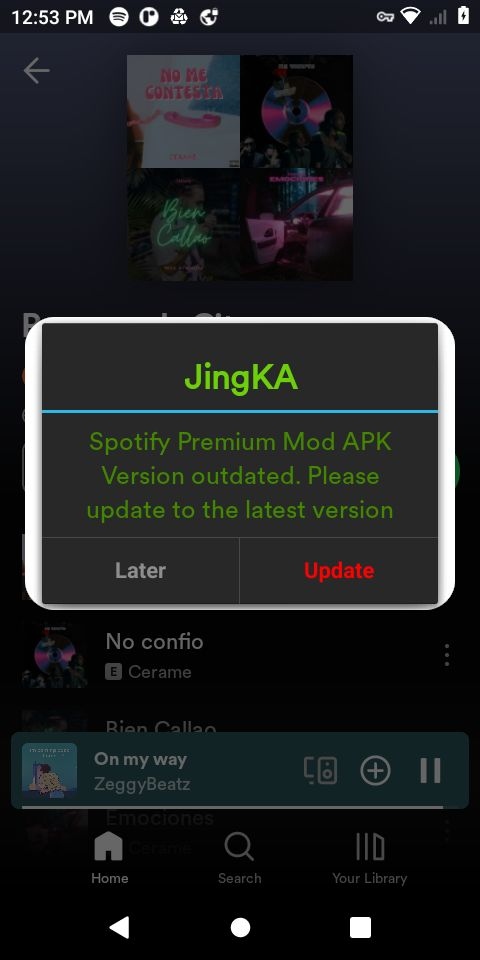 12:53 PM
NO ME
CONTESTA
CERAME
EMOCIONES
Bien
Callao
JingKA
Spotify Premium Mod APK
Version outdated. Please
update to the latest version
Later
Update
No confio
E Cerame
Bien Callao
On my way
ZeggyBeatz
Emociones
Cerame
Home
Search
Your Library